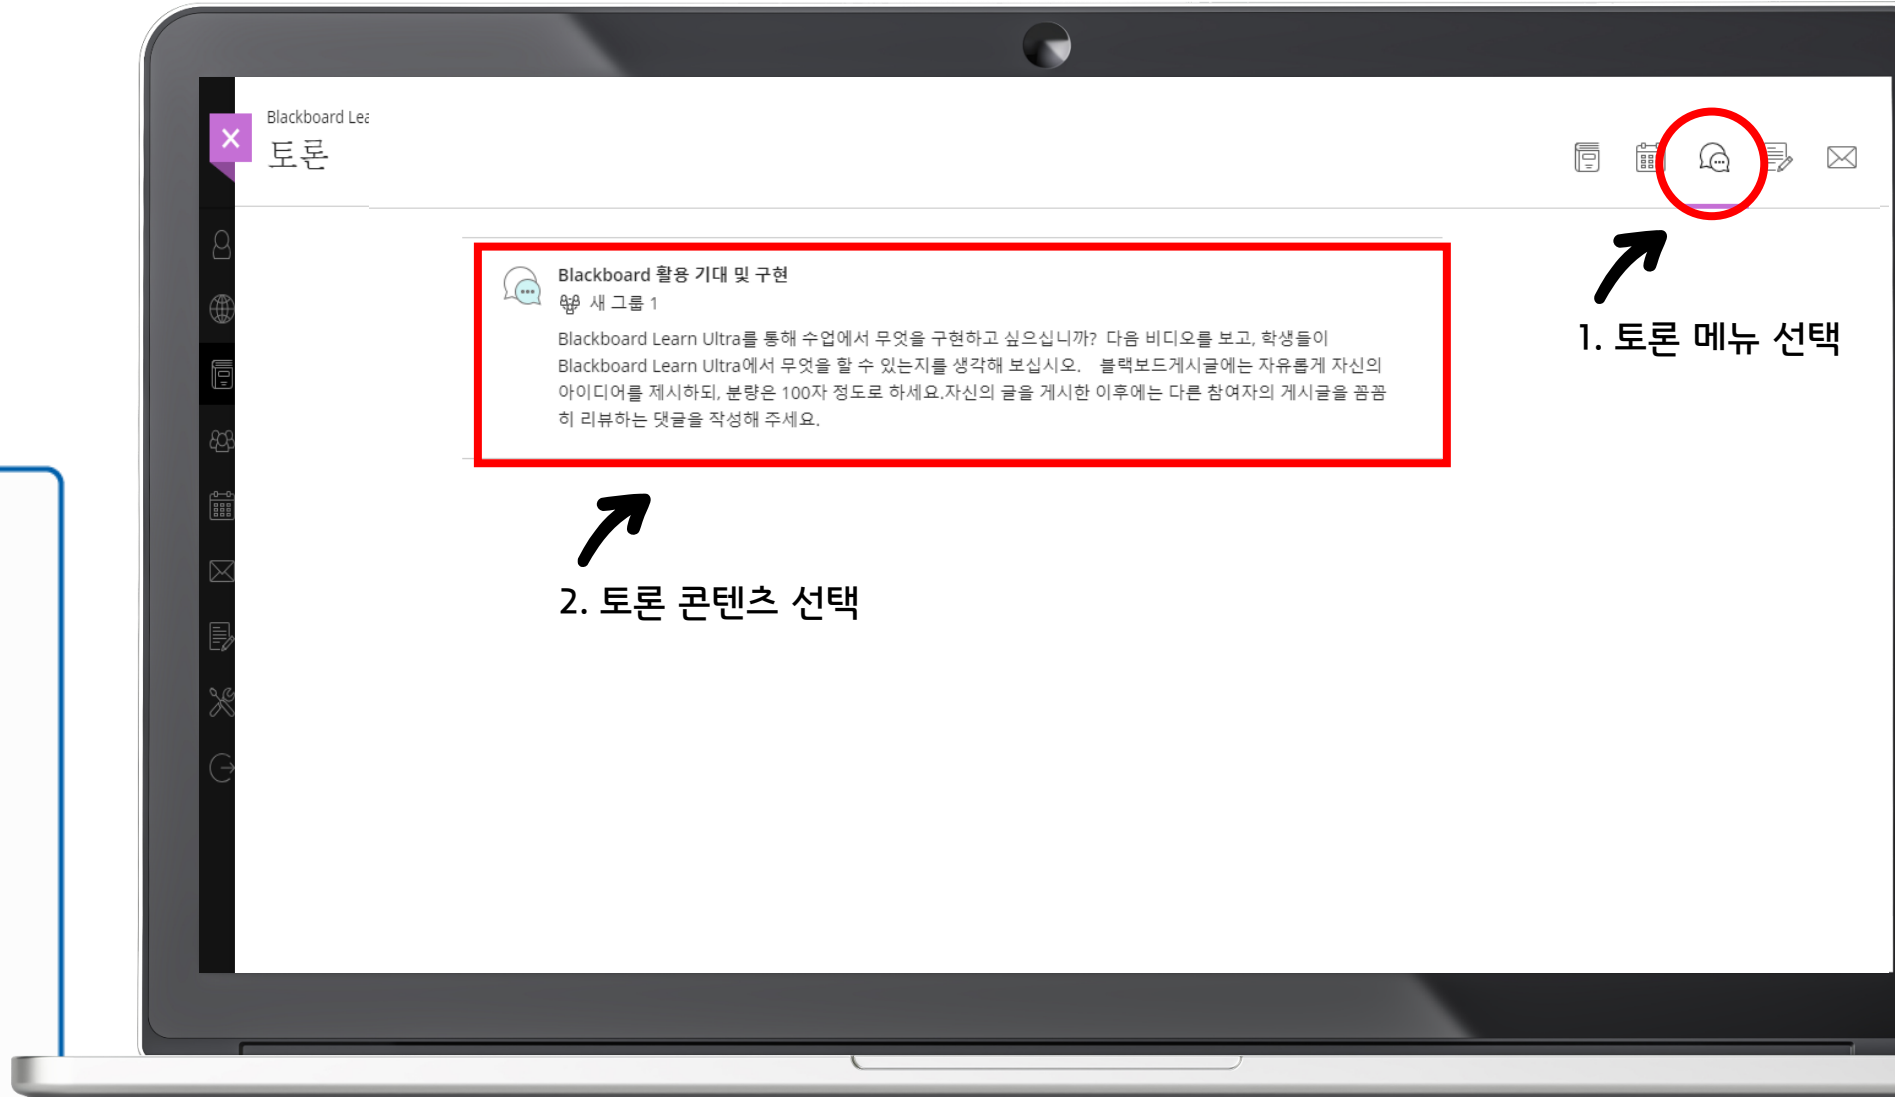 Blackboard Lea
토론
Blackboard 활용 기대 및 구현
새 그룹 1
Blackboard Learn Ultra를 통해 수업에서 무엇을 구현하고 싶으십니까? 다음 비디오를 보고, 학생들이
Blackboard Learn Ultra에서 무엇을 할 수 있는지를 생각해 보십시오. 블랙보드게시글에는 자유롭게 자신의
아이디어를 제시하되, 분량은 100자 정도로 하세요.자신의 글을 게시한 이후에는 다른 참여자의 게시글을 꼼꼼
히 리뷰하는 댓글을 작성해 주세요.
1. 토론 메뉴 선택
2. 토론 콘텐츠 선택